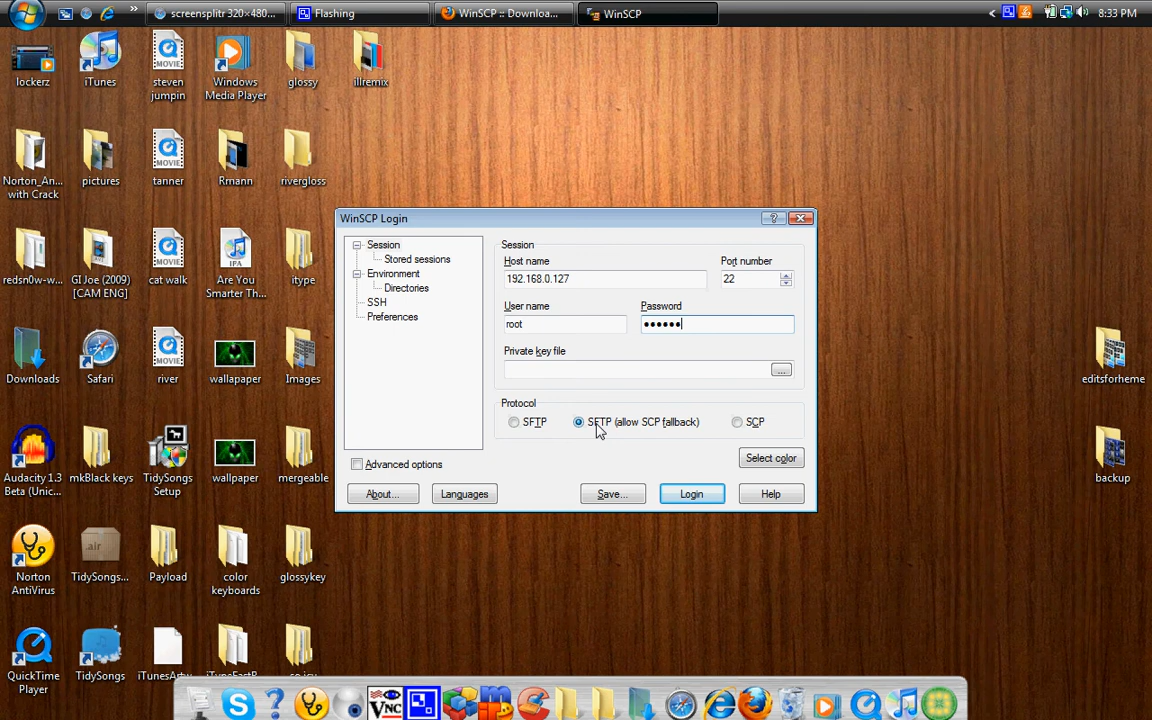 screensplitr 320×480...
Flashing
WinSCP :: Downloa...
WinSCP
8:33 PM
lockerz
iTunes
steven
jumpin
Windows
Media Player
glossy
illremix
Norton_An...
with Crack
pictures
tanner
Rmann
rivergloss
redsn0w-w...
GI Joe (2009)
[CAM ENG]
cat walk
Are You
Smarter Th...
itype
Downloads
Safari
river
wallapaper
Images
editsforheme
Audacity 1.3
Beta (Unic...
mkBlack keys
TidySongs
Setup
wallpaper
mergeable
backup
Norton
AntiVirus
TidySongs...
Payload
color
keyboards
glossykey
QuickTime
Player
TidySongs
iTunesArtw...
WinSCP Login
Session
Stored sessions
Environment
Directories
SSH
Preferences
Session
Host name
Port number
192.168.0.127
22
User name
Password
root
Private key file
...
Protocol
SFTP
SFTP (allow SCP fallback)
SCP
Select color
Advanced options
About...
Languages
Save...
Login
Help
VNC